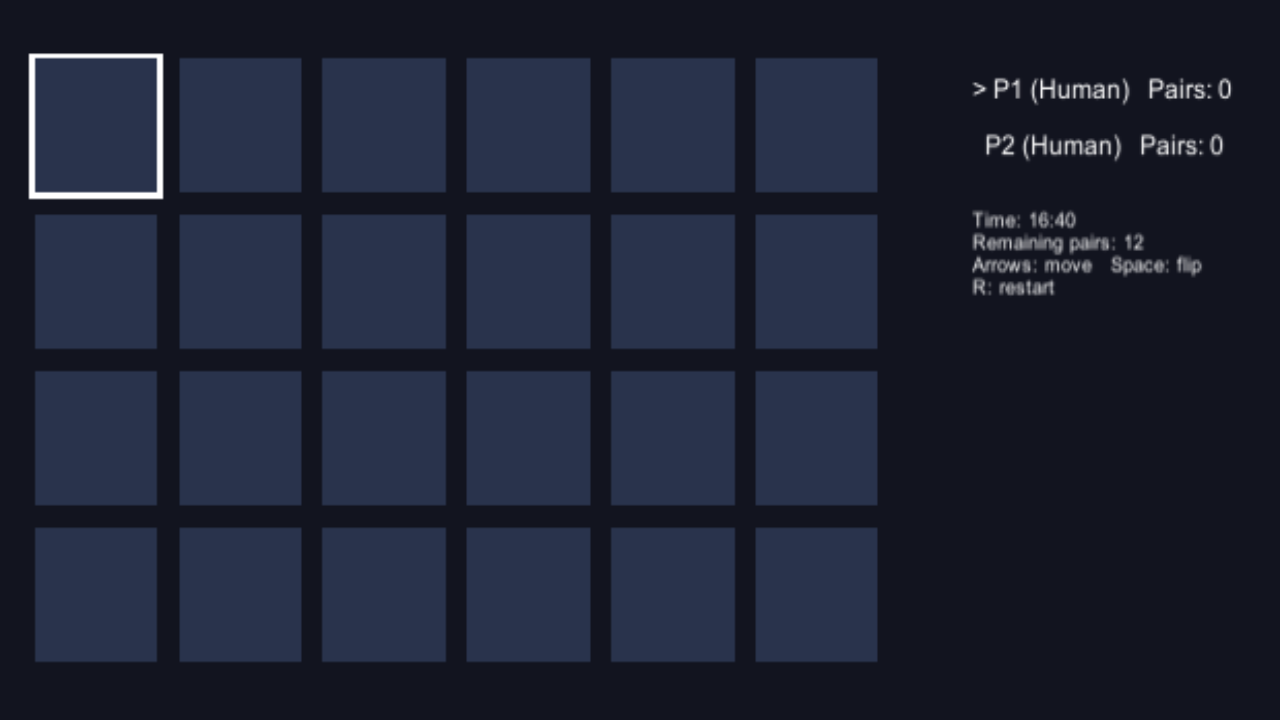 > P1 (Human) Pairs: 0
P2 (Human) Pairs: 0
Time: 16:40
Remaining pairs: 12
Arrows: move Space: flip
R: restart